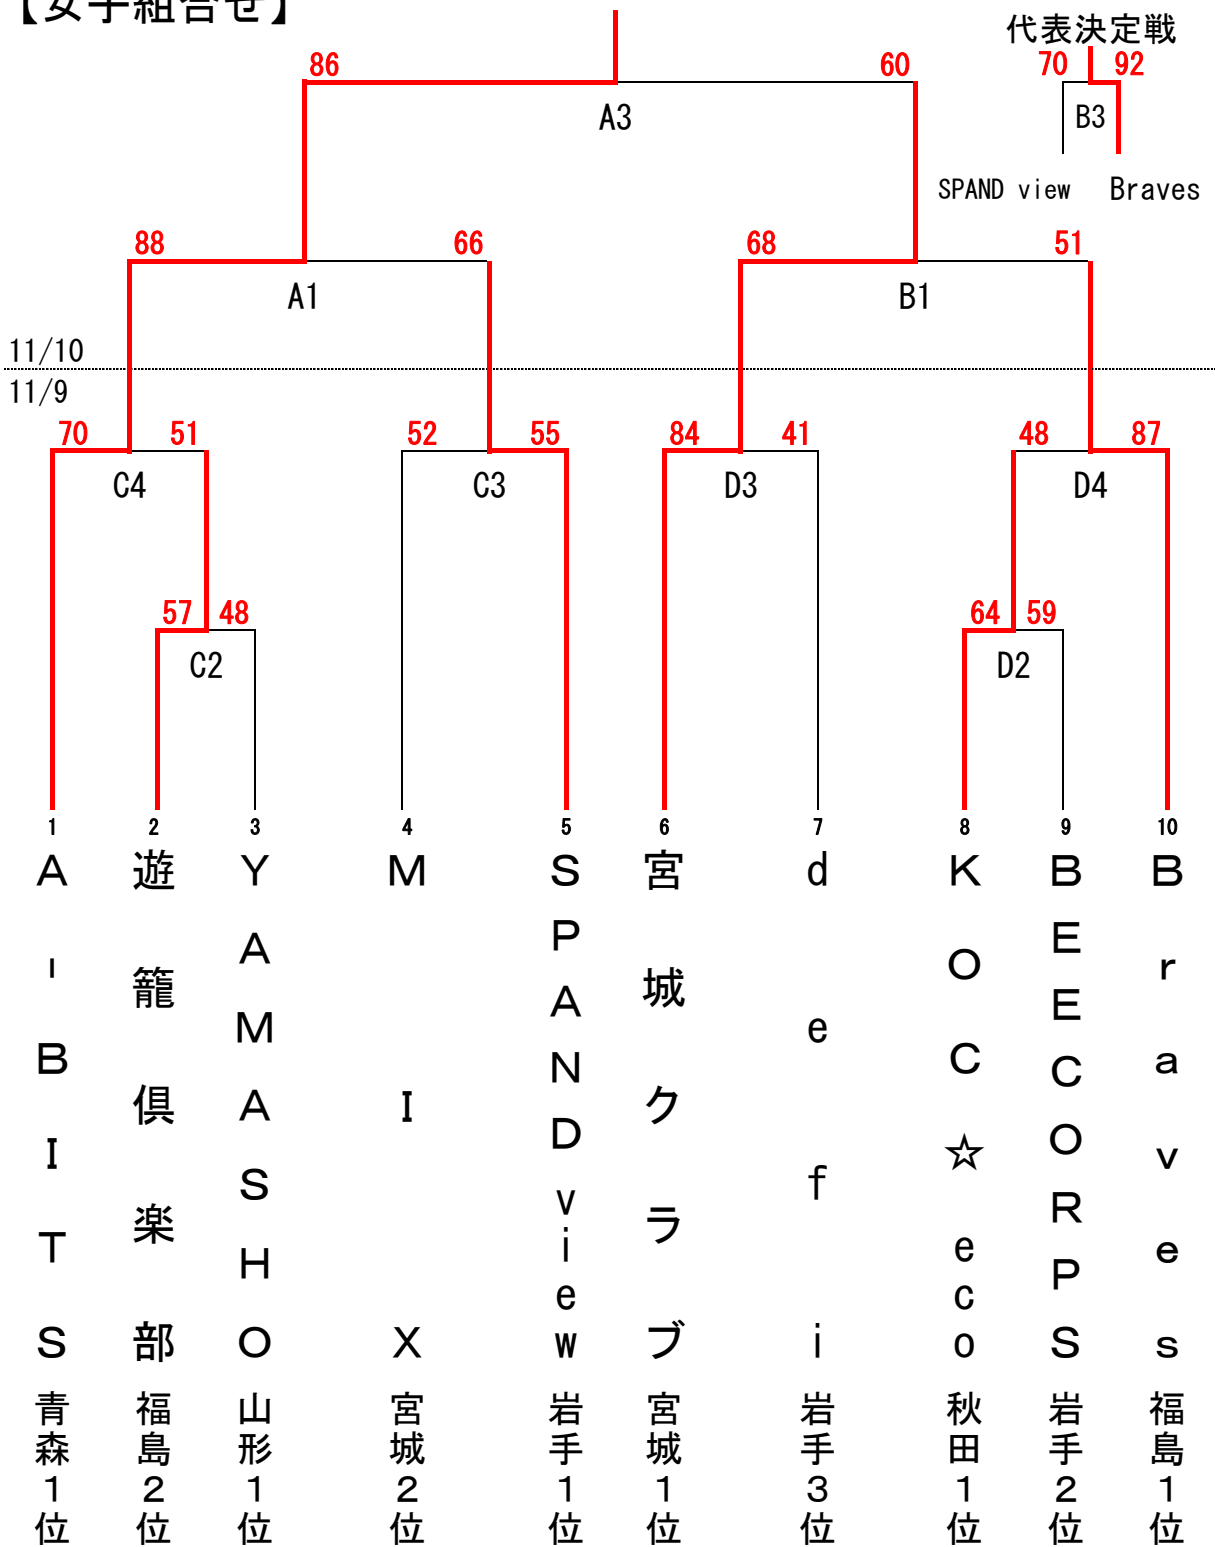 【女子組合せ】
代表決定戦
86
60
70
92
A3
B3
SPAND view
Braves
88
66
68
51
A1
B1
11/10
11/9
70
51
52
55
84
41
48
87
C4
C3
D3
D4
57
48
64
59
C2
D2
1
2
3
4
5
6
7
8
9
10
A-BITS
遊籠倶楽部
YAMASHO
MIX
SPAND view
宮城クラブ
defi
KOC☆eco
BEECORPS
Braves
青森1位
福島2位
山形1位
宮城2位
岩手1位
宮城1位
岩手3位
秋田1位
岩手2位
福島1位